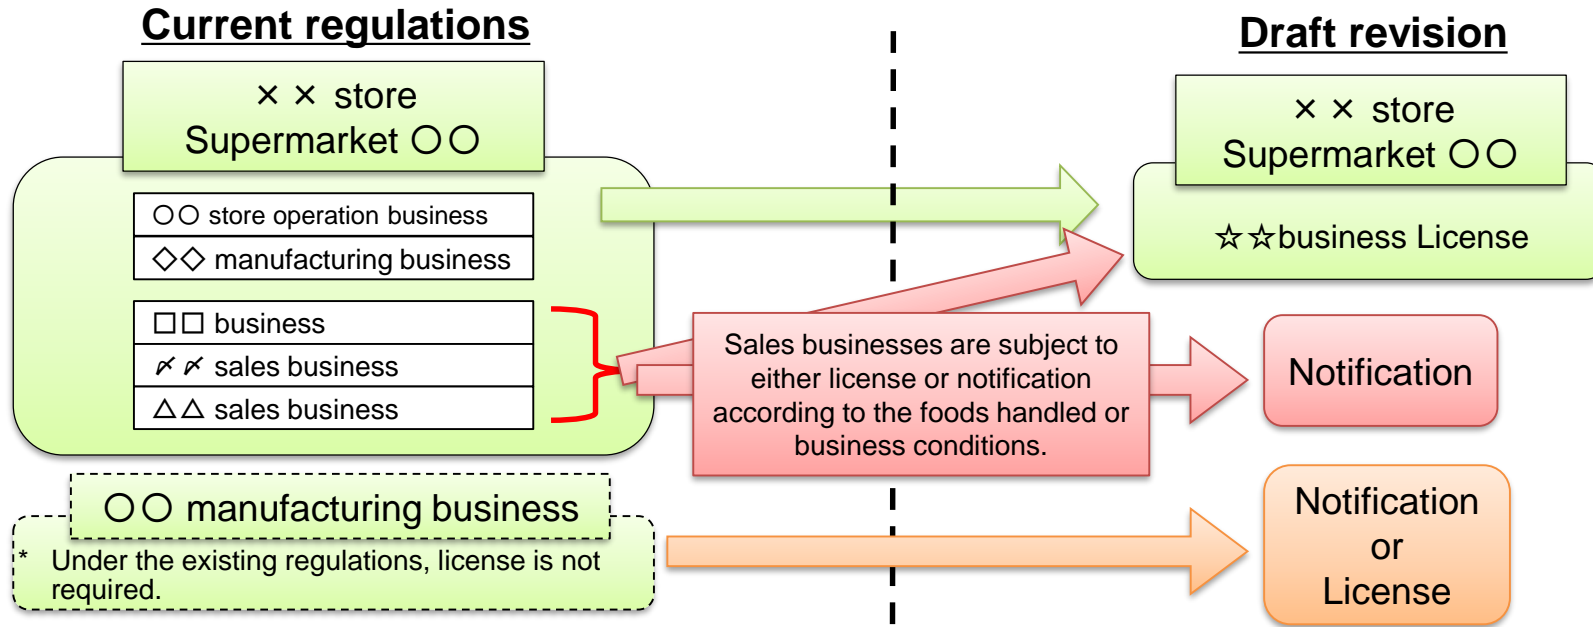 Current regulations
× × store
Supermarket ○○
○○ store operation business
◇◇ manufacturing business
□□ business
sales business
△△ sales business
○○ manufacturing business
* Under the existing regulations, license is not
required.
Sales businesses are subject to
either license or notification
according to the foods handled or
business conditions.
Draft revision
× × store
Supermarket ○○
☆☆business License
Notification
Notification
or
License